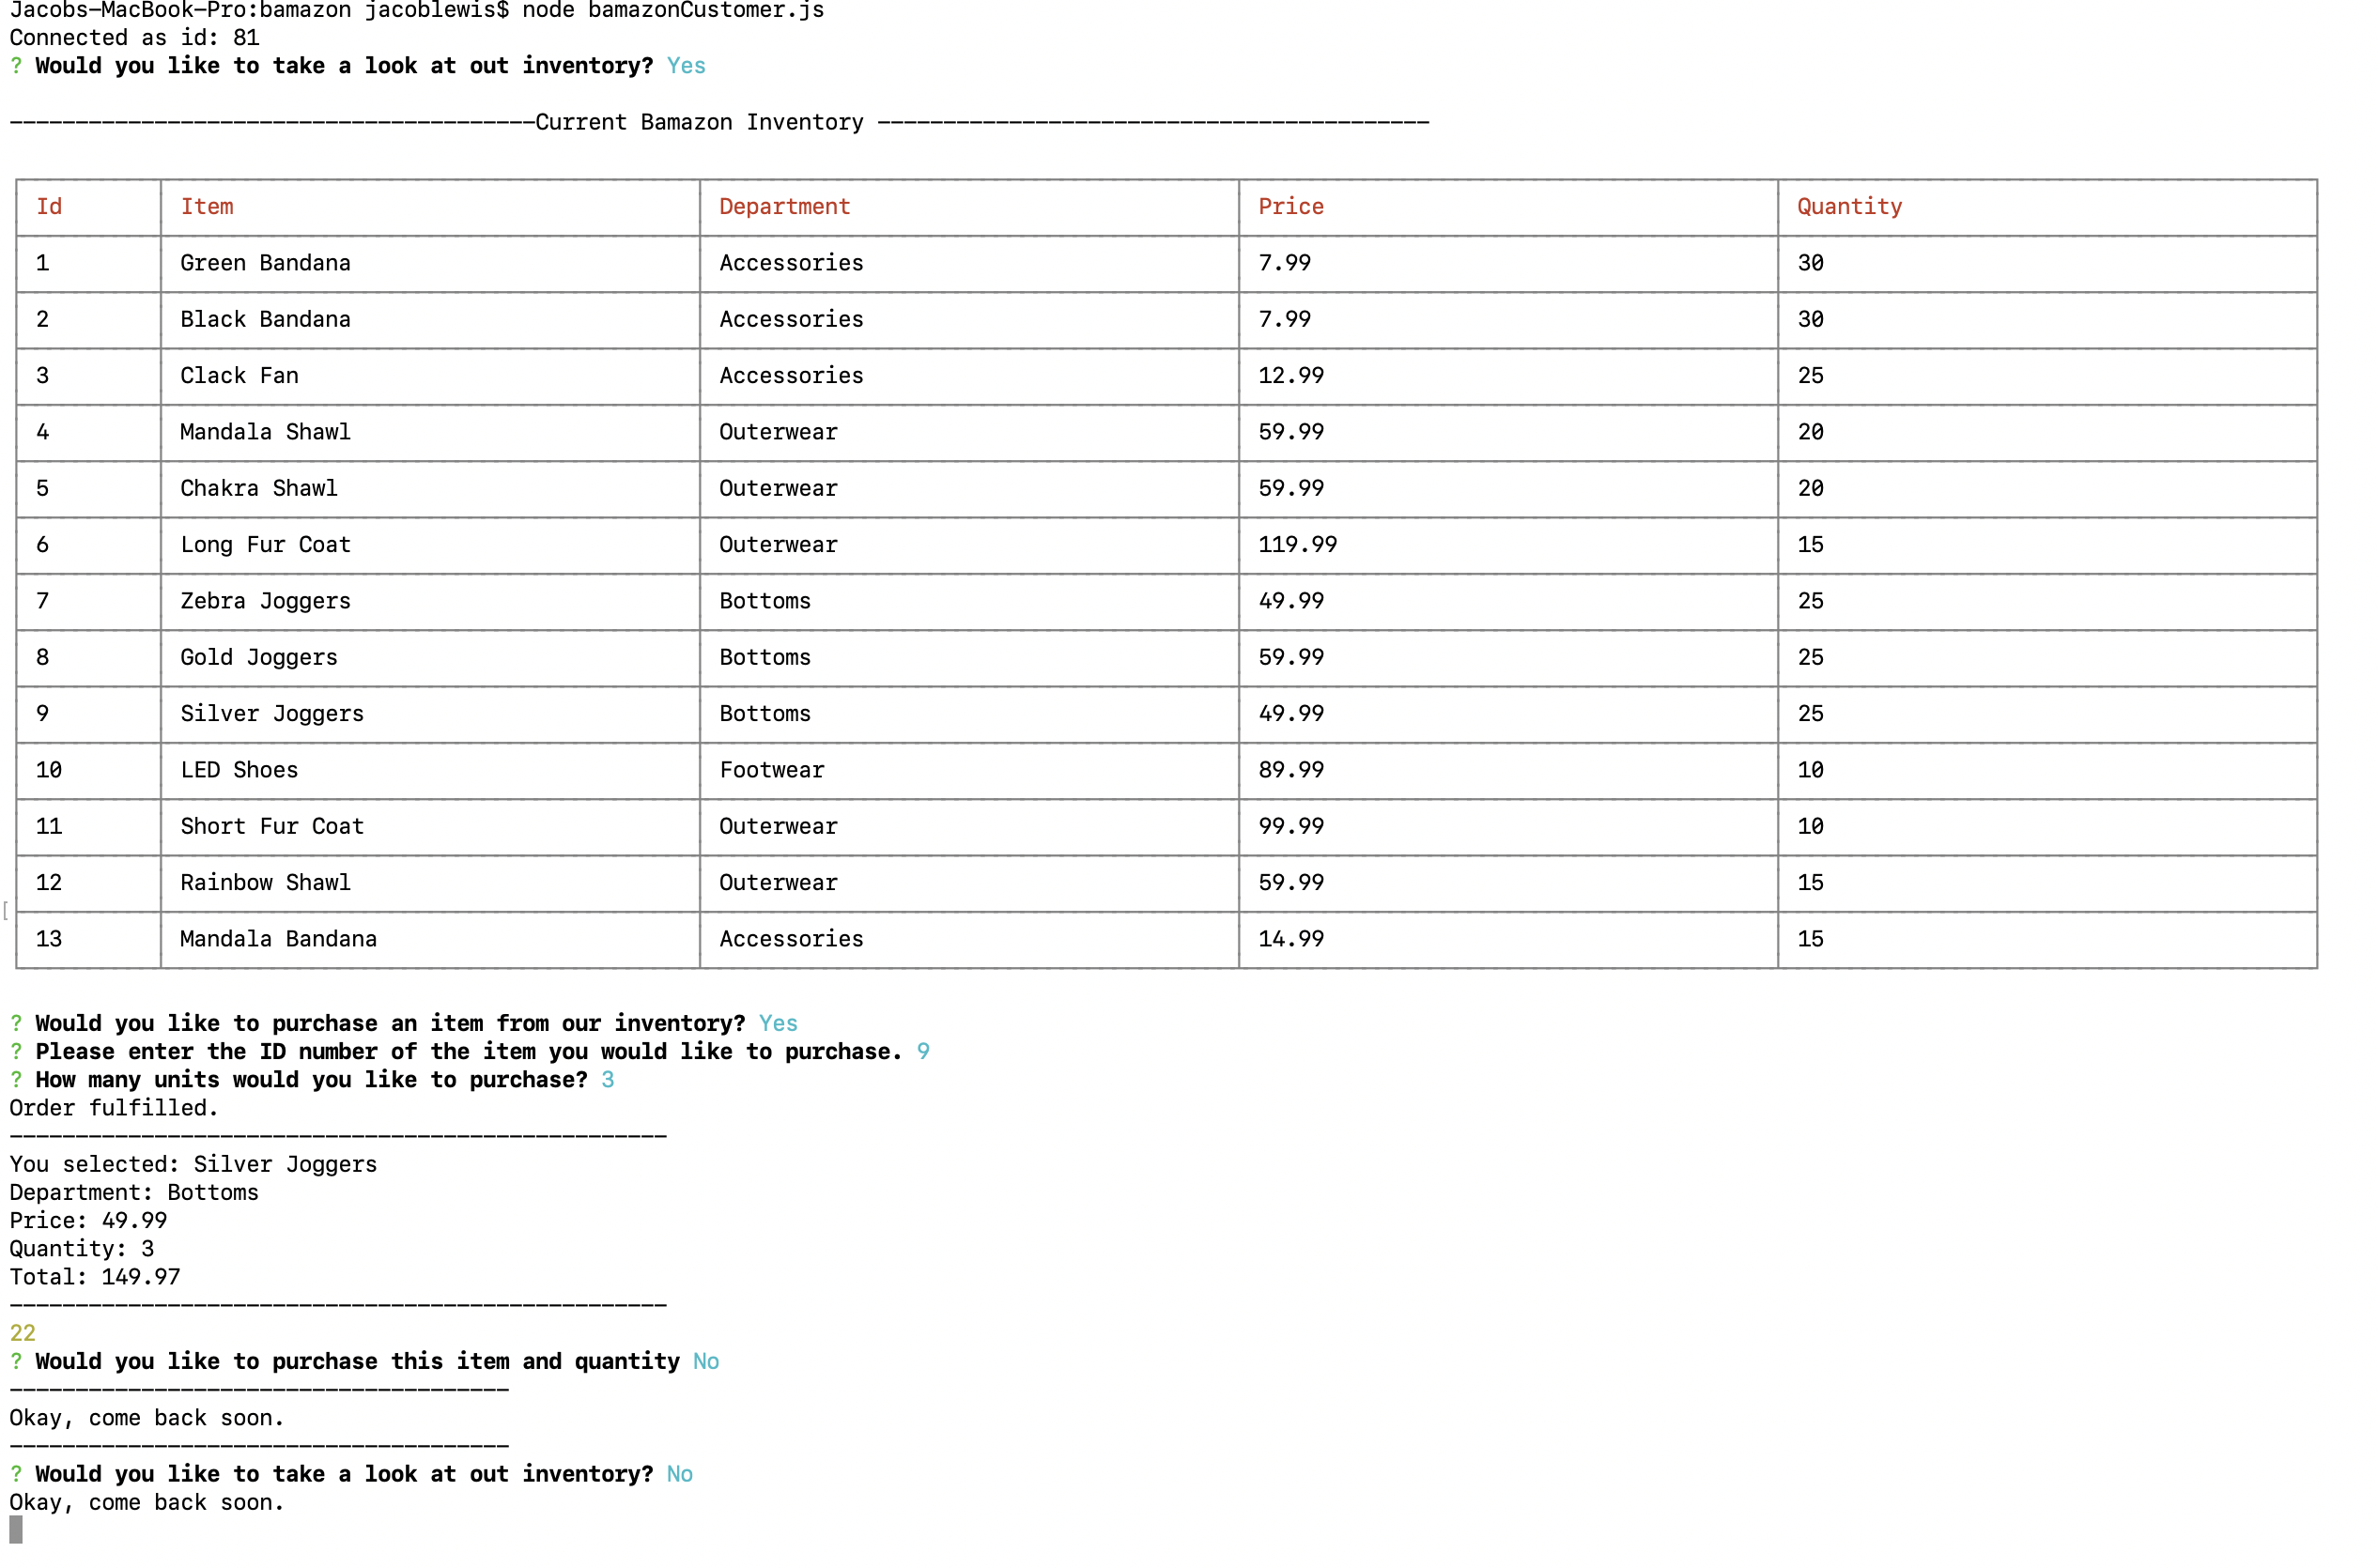 Jacobs-MacBook-Pro:bamazon jacoblewis$ node bamazonCustomer.js
Connected as id: 81
? Would you like to take a look at out inventory? Yes
----------------------------------------Current Bamazon Inventory ------------------------------------------
Id Item Department Price Quantity
1 Green Bandana Accessories 7.99 30
2 Black Bandana Accessories 7.99 30
3 Clack Fan Accessories 12.99 25
4 Mandala Shawl Outerwear 59.99 20
5 Chakra Shawl Outerwear 59.99 20
6 Long Fur Coat Outerwear 119.99 15
7 Zebra Joggers Bottoms 49.99 25
8 Gold Joggers Bottoms 59.99 25
9 Silver Joggers Bottoms 49.99 25
10 LED Shoes Footwear 89.99 10
11 Short Fur Coat Outerwear 99.99 10
12 Rainbow Shawl Outerwear 59.99 15
[
13 Mandala Bandana Accessories 14.99 15
? Would you like to purchase an item from our inventory? Yes
? Please enter the ID number of the item you would like to purchase. 9
? How many units would you like to purchase? 3
Order fulfilled.
--------------------------------------------------
You selected: Silver Joggers
Department: Bottoms
Price: 49.99
Quantity: 3
Total: 149.97
--------------------------------------------------
22
? Would you like to purchase this item and quantity No
--------------------------------------
Okay, come back soon.
--------------------------------------
? Would you like to take a look at out inventory? No
Okay, come back soon.